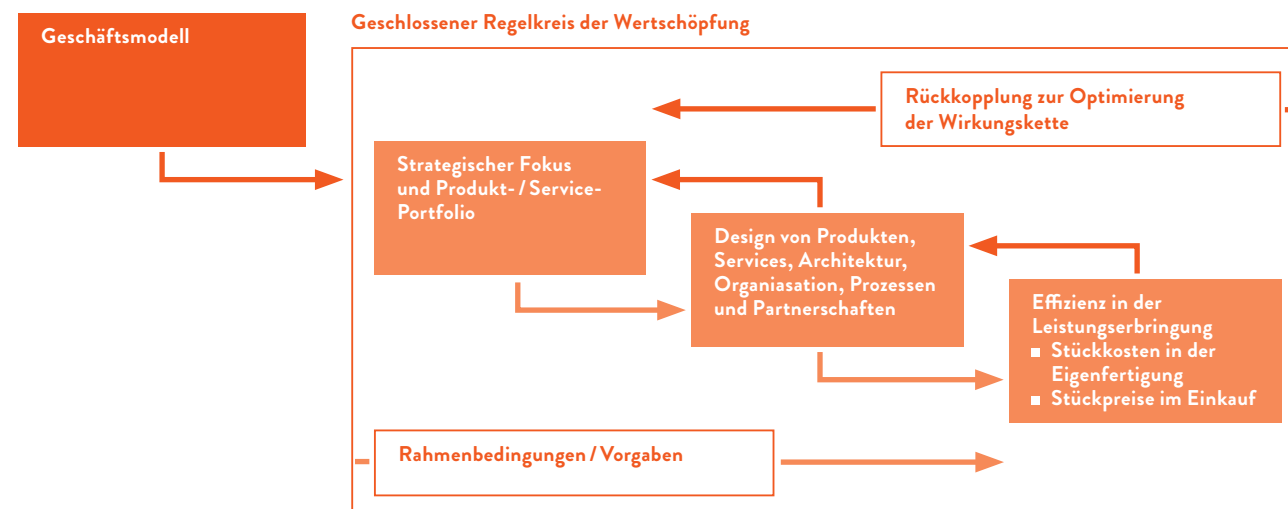 Geschäftsmodell
Geschlossener Regelkreis der Wertschöpfung
Rückkopplung zur Optimierung
der Wirkungskette
Strategischer Fokus
und Produkt- / Service-
Portfolio
Design von Produkten,
Services, Architektur,
Organiasation, Prozessen
und Partnerschaften
Effizienz in der
Leistungserbringung
■ Stückkosten in der
Eigenfertigung
■ Stückpreise im Einkauf
Rahmenbedingungen / Vorgaben